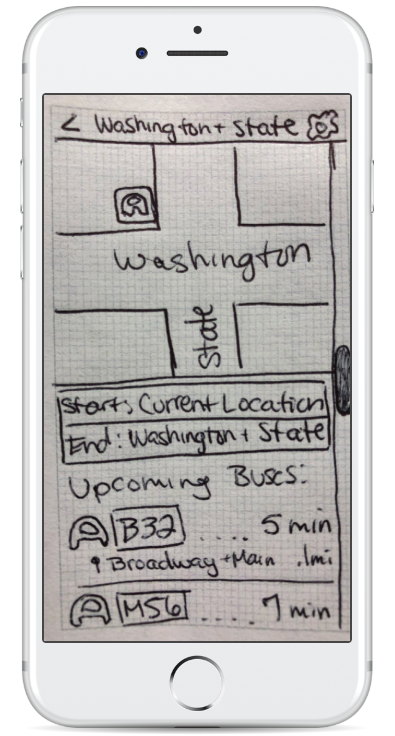 < Washington + State
Washington
State
Start: Current Location
End: Washington + State
Upcoming Buses:
B32 .... 5 min
Broadway + Main .1mi
M56 .... 7 min